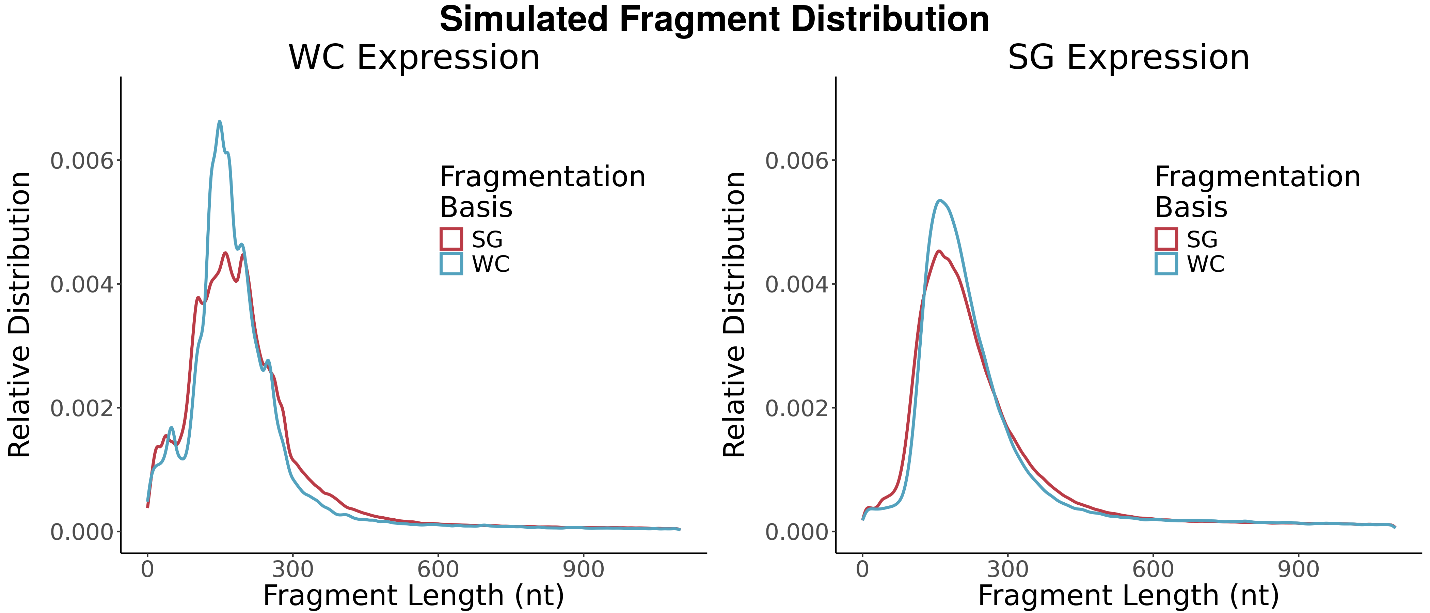 Simulated Fragment Distribution
WC Expression
Relative Distribution
0.006
0.004
0.002
0.000
Fragmentation
Basis
SG
WC
0
300
600
900
Fragment Length (nt)
SG Expression
Relative Distribution
0.006
0.004
0.002
0.000
Fragmentation
Basis
SG
WC
0
300
600
900
Fragment Length (nt)